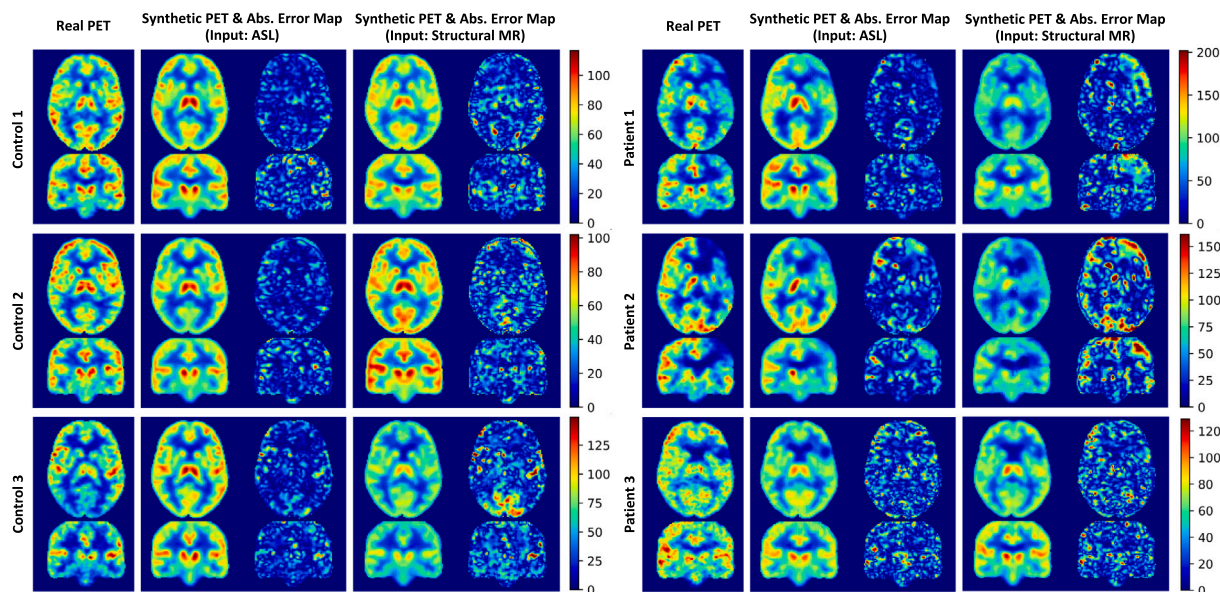 Real PET
Synthetic PET & Abs. Error Map
(Input: ASL)
Synthetic PET & Abs. Error Map
(Input: Structural MR)
Real PET
Synthetic PET & Abs. Error Map
(Input: ASL)
Synthetic PET & Abs. Error Map
(Input: Structural MR)
Control 1
100
80
60
40
20
0
Patient 1
200
150
100
50
0
Control 2
100
80
60
40
20
0
Patient 2
150
125
100
75
50
25
0
Control 3
125
100
75
50
25
0
Patient 3
120
100
80
60
40
20
0